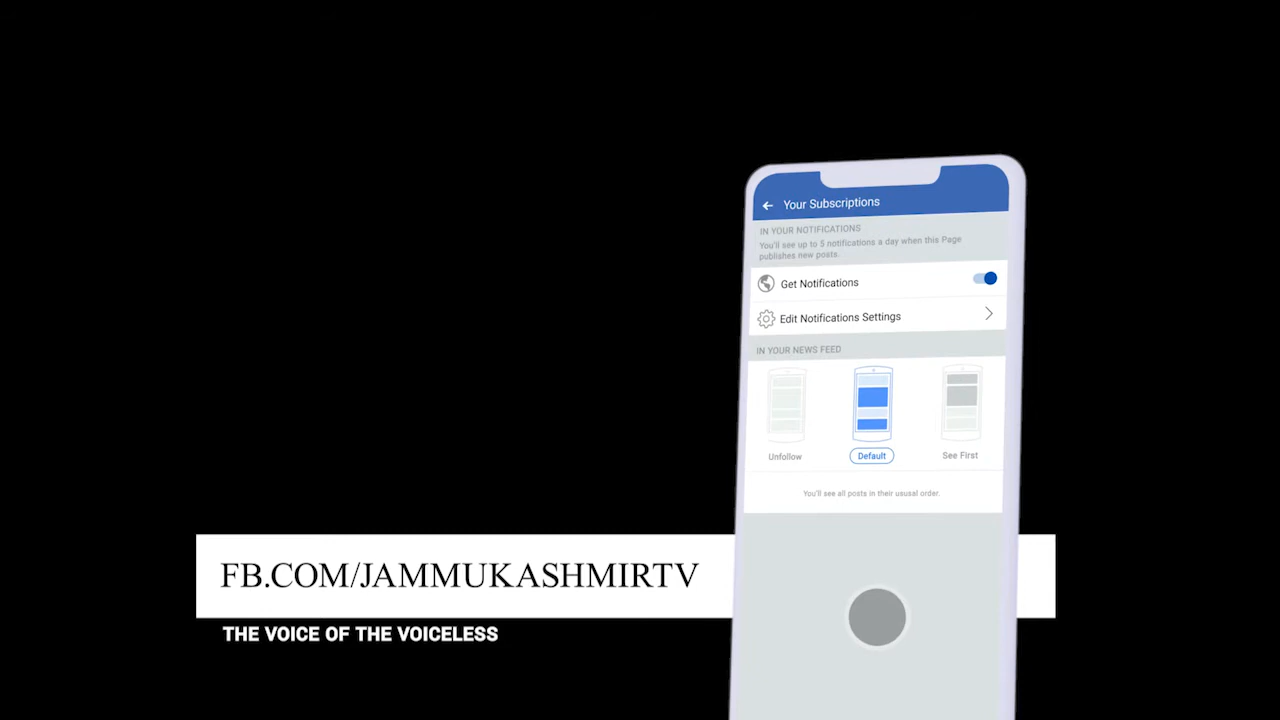 Your Subscriptions
IN YOUR NOTIFICATIONS
You'll see up to 5 notifications a day when this Page
publishes new posts.
Get Notifications
Edit Notifications Settings
IN YOUR NEWS FEED
Unfollow Default See First
You'll see all posts in their ususal order.
FB.COM/JAMMUKASHMIRTV
THE VOICE OF THE VOICELESS